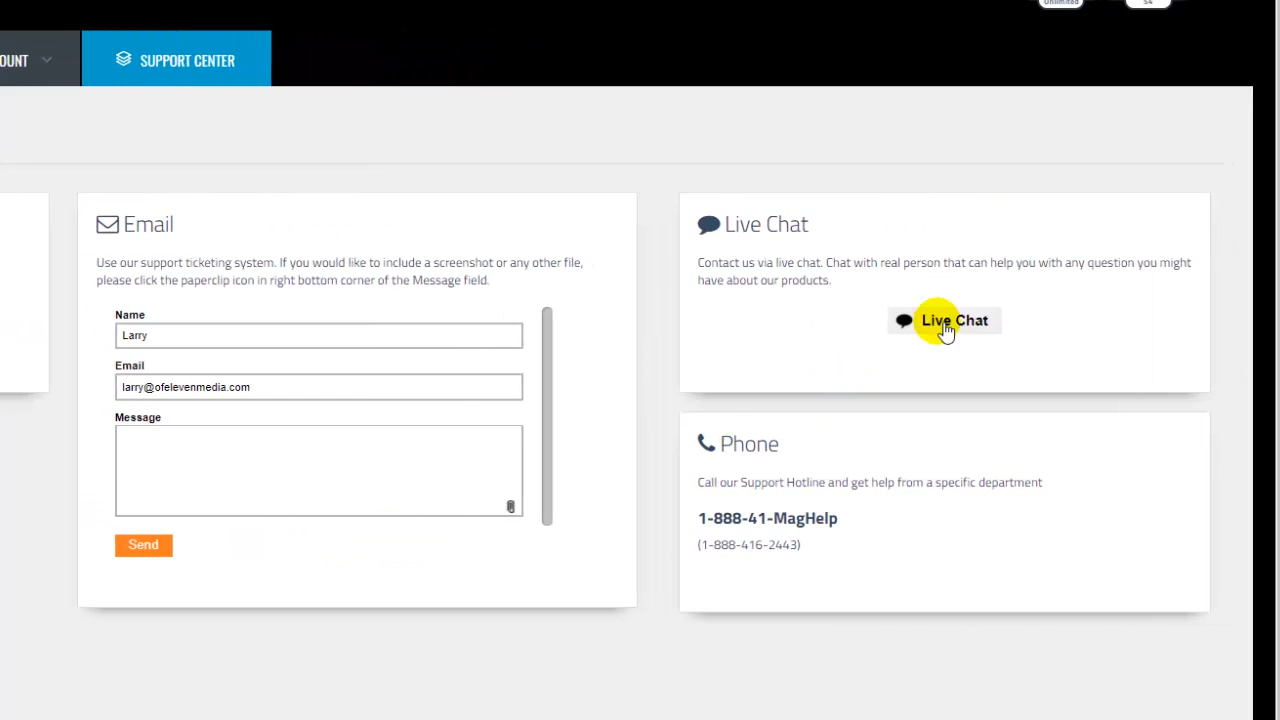 Unlimited
54
OUNT
SUPPORT CENTER
Email
Use our support ticketing system. If you would like to include a screenshot or any other file,
please click the paperclip icon in right bottom corner of the Message field.
Name
Larry
Email
larry@ofelevenmedia.com
Message
Send
Live Chat
Contact us via live chat. Chat with real person that can help you with any question you might
have about our products.
Live Chat
Phone
Call our Support Hotline and get help from a specific department
1-888-41-MagHelp
(1-888-416-2443)